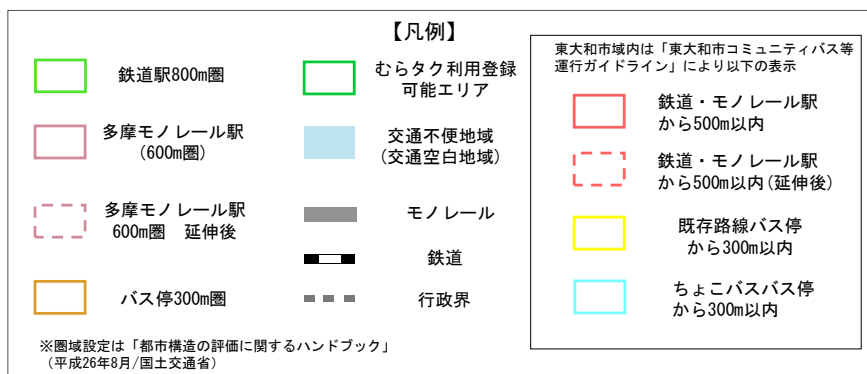 【凡例】
鉄道駅800m圏
多摩モノレール駅
(600m圏)
多摩モノレール駅
600m圏　延伸後
バス停300m圏
むらタク利用登録
可能エリア
交通不便地域
(交通空白地域)
モノレール
鉄道
行政界
※圏域設定は「都市構造の評価に関するハンドブック」
（平成26年8月/国土交通省）
東大和市域内は「東大和市コミュニティバス等
運行ガイドライン」により以下の表示
鉄道・モノレール駅
から500m以内
鉄道・モノレール駅
から500m以内(延伸後)
既存路線バス停
から300m以内
ちょこバスバス停
から300m以内